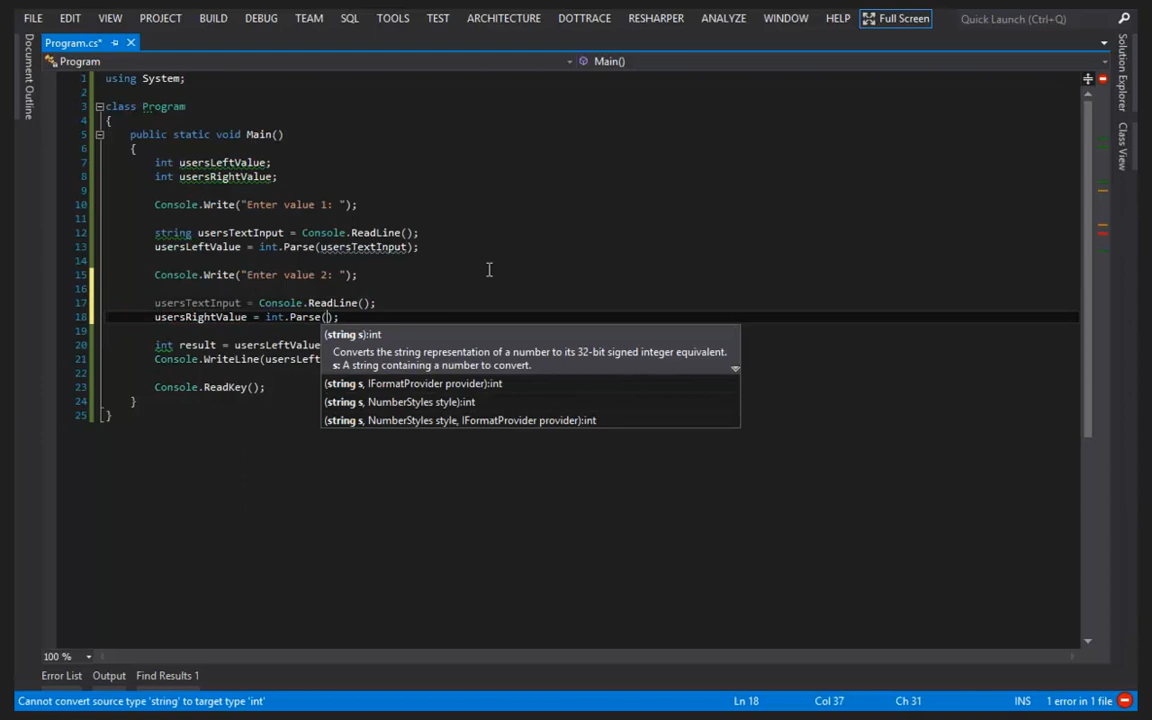 FILE EDIT VIEW PROJECT BUILD DEBUG TEAM SQL TOOLS TEST ARCHITECTURE DOTTRACE RESHARPER ANALYZE WINDOW HELP Full Screen Quick Launch (Ctrl+Q)
Program.cs*
Program Main()
Document Outline
Solution Explorer
Class View
1 using System;
2
3 class Program
4 {
5 public static void Main()
6 {
7 int usersLeftValue;
8 int usersRightValue;
9
10 Console.Write("Enter value 1: ");
11
12 string usersTextInput = Console.ReadLine();
13 usersLeftValue = int.Parse(usersTextInput);
14
15 Console.Write("Enter value 2: ");
16
17 usersTextInput = Console.ReadLine();
18 usersRightValue = int.Parse();
(string s):int
19
Converts the string representation of a number to its 32-bit signed integer equivalent.
20 int result = usersLeftValue
s: A string containing a number to convert.
21 Console.WriteLine(usersLeft
22
(string s, IFormatProvider provider):int
23 Console.ReadKey();
24 }
(string s, NumberStyles style):int
25 }
(string s, NumberStyles style, IFormatProvider provider):int
100 %
Error List Output Find Results 1
Cannot convert source type 'string' to target type 'int' Ln 18 Col 37 Ch 31 INS 1 error in 1 file